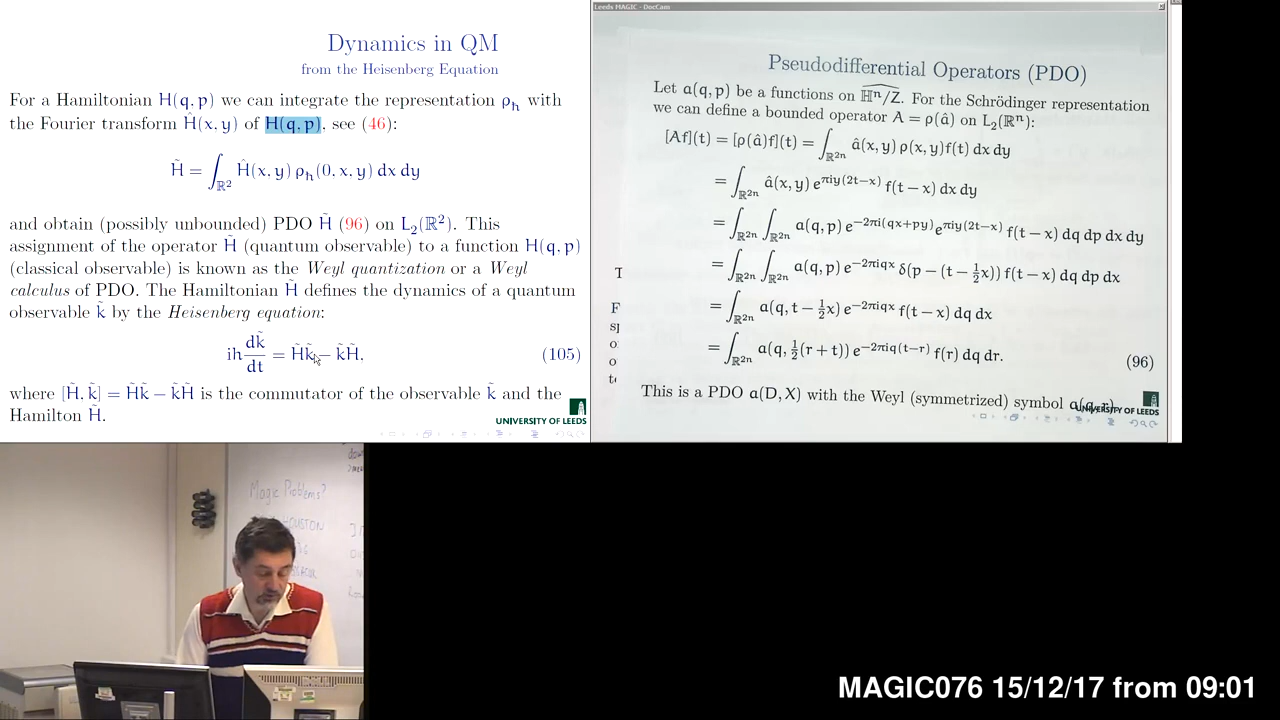 Dynamics in QM
from the Heisenberg Equation
For a Hamiltonian H(q, p) we can integrate the representation ρℏ with
the Fourier transform Ĥ(x, y) of H(q, p), see (46):
H̃ = ∫ℝ² Ĥ(x, y) ρℏ(0, x, y) dx dy
and obtain (possibly unbounded) PDO H̃ (96) on L₂(ℝ²). This
assignment of the operator H̃ (quantum observable) to a function H(q, p)
(classical observable) is known as the Weyl quantization or a Weyl
calculus of PDO. The Hamiltonian H̃ defines the dynamics of a quantum
observable k̃ by the Heisenberg equation:
iℏ dk̃/dt = H̃k̃ − k̃H̃. (105)
where [H̃, k̃] = H̃k̃ − k̃H̃ is the commutator of the observable k̃ and the
Hamilton H̃.
UNIVERSITY OF LEEDS
Leeds MAGIC - DocCam
Pseudodifferential Operators (PDO)
Let a(q, p) be a functions on ℍⁿ/Z. For the Schrödinger representation
we can define a bounded operator A = ρ(â) on L₂(ℝⁿ):
[Af](t) = [ρ(â)f](t) = ∫ℝ²ⁿ â(x, y) ρ(x, y)f(t) dx dy
= ∫ℝ²ⁿ â(x, y) e^{πiy(2t−x)} f(t − x) dx dy
= ∫ℝ²ⁿ ∫ℝ²ⁿ a(q, p) e^{−2πi(qx+py)} e^{πiy(2t−x)} f(t − x) dq dp dx dy
= ∫ℝ²ⁿ ∫ℝ²ⁿ a(q, p) e^{−2πiqx} δ(p − (t − ½x)) f(t − x) dq dp dx
= ∫ℝ²ⁿ a(q, t − ½x) e^{−2πiqx} f(t − x) dq dx
= ∫ℝ²ⁿ a(q, ½(r + t)) e^{−2πiq(t−r)} f(r) dq dr. (96)
This is a PDO a(D, X) with the Weyl (symmetrized) symbol
UNIVERSITY OF LEEDS
Magic Problems?
HOUSTON
MAGIC076 15/12/17 from 09:01